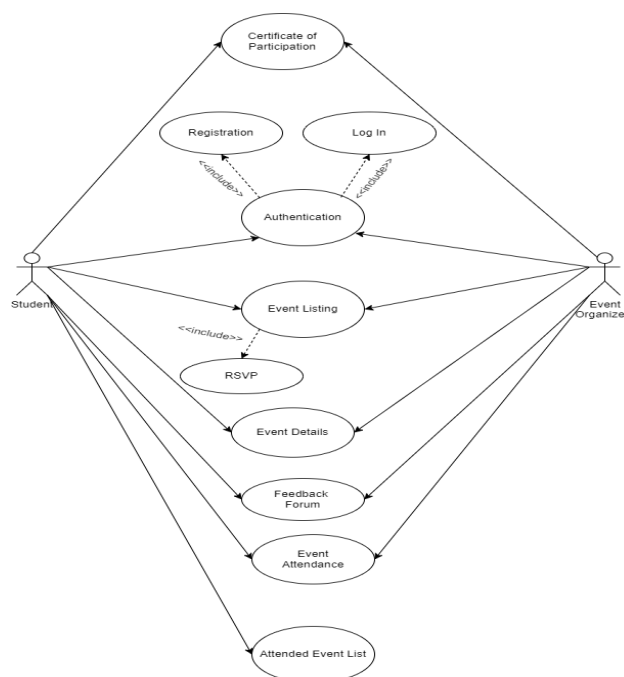 Certificate of
Participation
Registration
Log In
<<include>>
<<include>>
Authentication
Student
Event
Organize
Event Listing
<<include>>
RSVP
Event Details
Feedback
Forum
Event
Attendance
Attended Event List